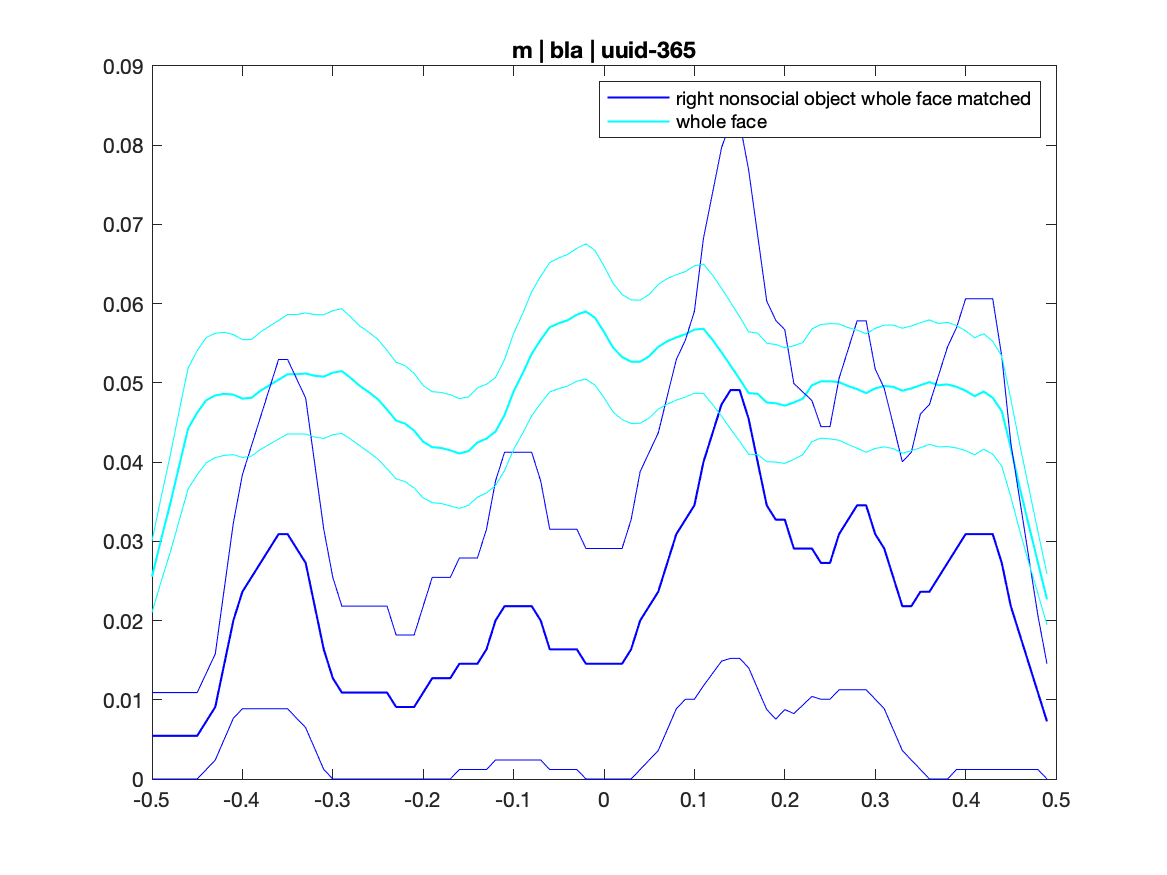 m | bla | uuid-365
right nonsocial object whole face matched
whole face
0.09
0.08
0.07
0.06
0.05
0.04
0.03
0.02
0.01
0
-0.5 -0.4 -0.3 -0.2 -0.1 0 0.1 0.2 0.3 0.4 0.5